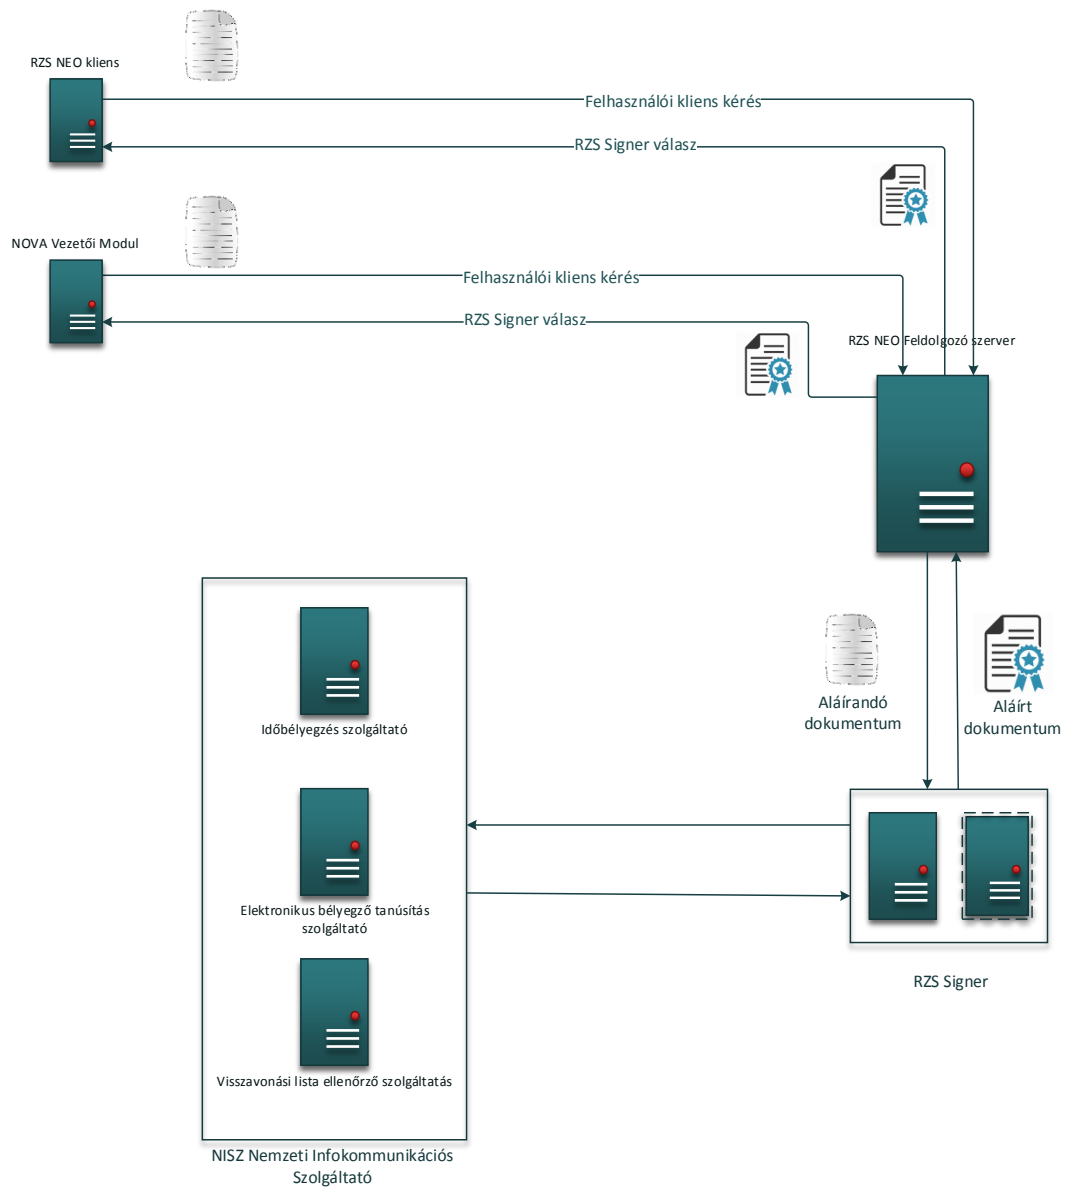 RZS NEO kliens
Felhasználói kliens kérés
RZS Signer válasz
NOVA Vezetői Modul
Felhasználói kliens kérés
RZS Signer válasz
RZS NEO Feldolgozó szerver
Aláírandó
dokumentum
Aláírt
dokumentum
Időbélyegzés szolgáltató
Elektronikus bélyegző tanúsítás
szolgáltató
RZS Signer
Visszavonási lista ellenőrző szolgáltatás
NISZ Nemzeti Infokommunikációs
Szolgáltató